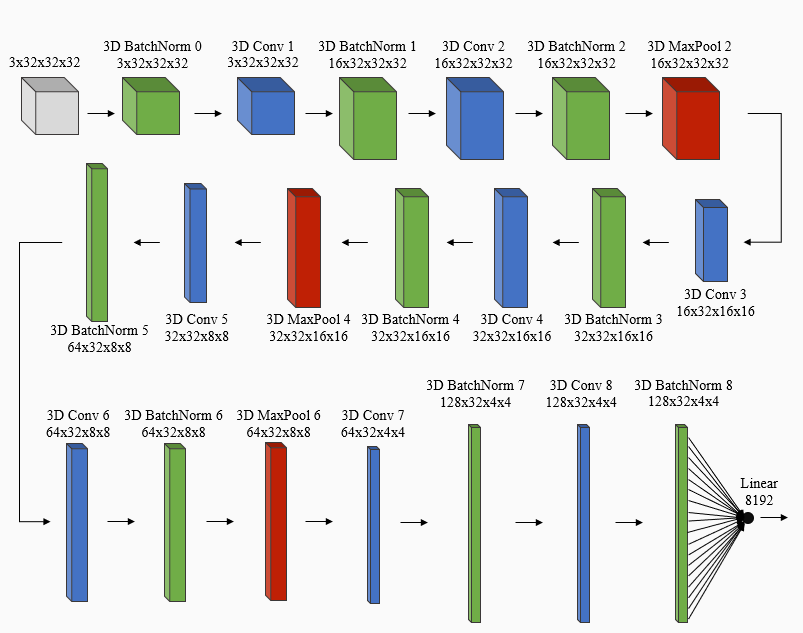 3x32x32x32
3D BatchNorm 0
3x32x32x32
3D Conv 1
3x32x32x32
3D BatchNorm 1
16x32x32x32
3D Conv 2
16x32x32x32
3D BatchNorm 2
16x32x32x32
3D MaxPool 2
16x32x32x32
3D Conv 3
16x32x16x16
3D BatchNorm 3
32x32x16x16
3D Conv 4
32x32x16x16
3D BatchNorm 4
32x32x16x16
3D MaxPool 4
32x32x16x16
3D Conv 5
32x32x8x8
3D BatchNorm 5
64x32x8x8
3D Conv 6
64x32x8x8
3D BatchNorm 6
64x32x8x8
3D MaxPool 6
64x32x8x8
3D Conv 7
64x32x4x4
3D BatchNorm 7
128x32x4x4
3D Conv 8
128x32x4x4
3D BatchNorm 8
128x32x4x4
Linear
8192